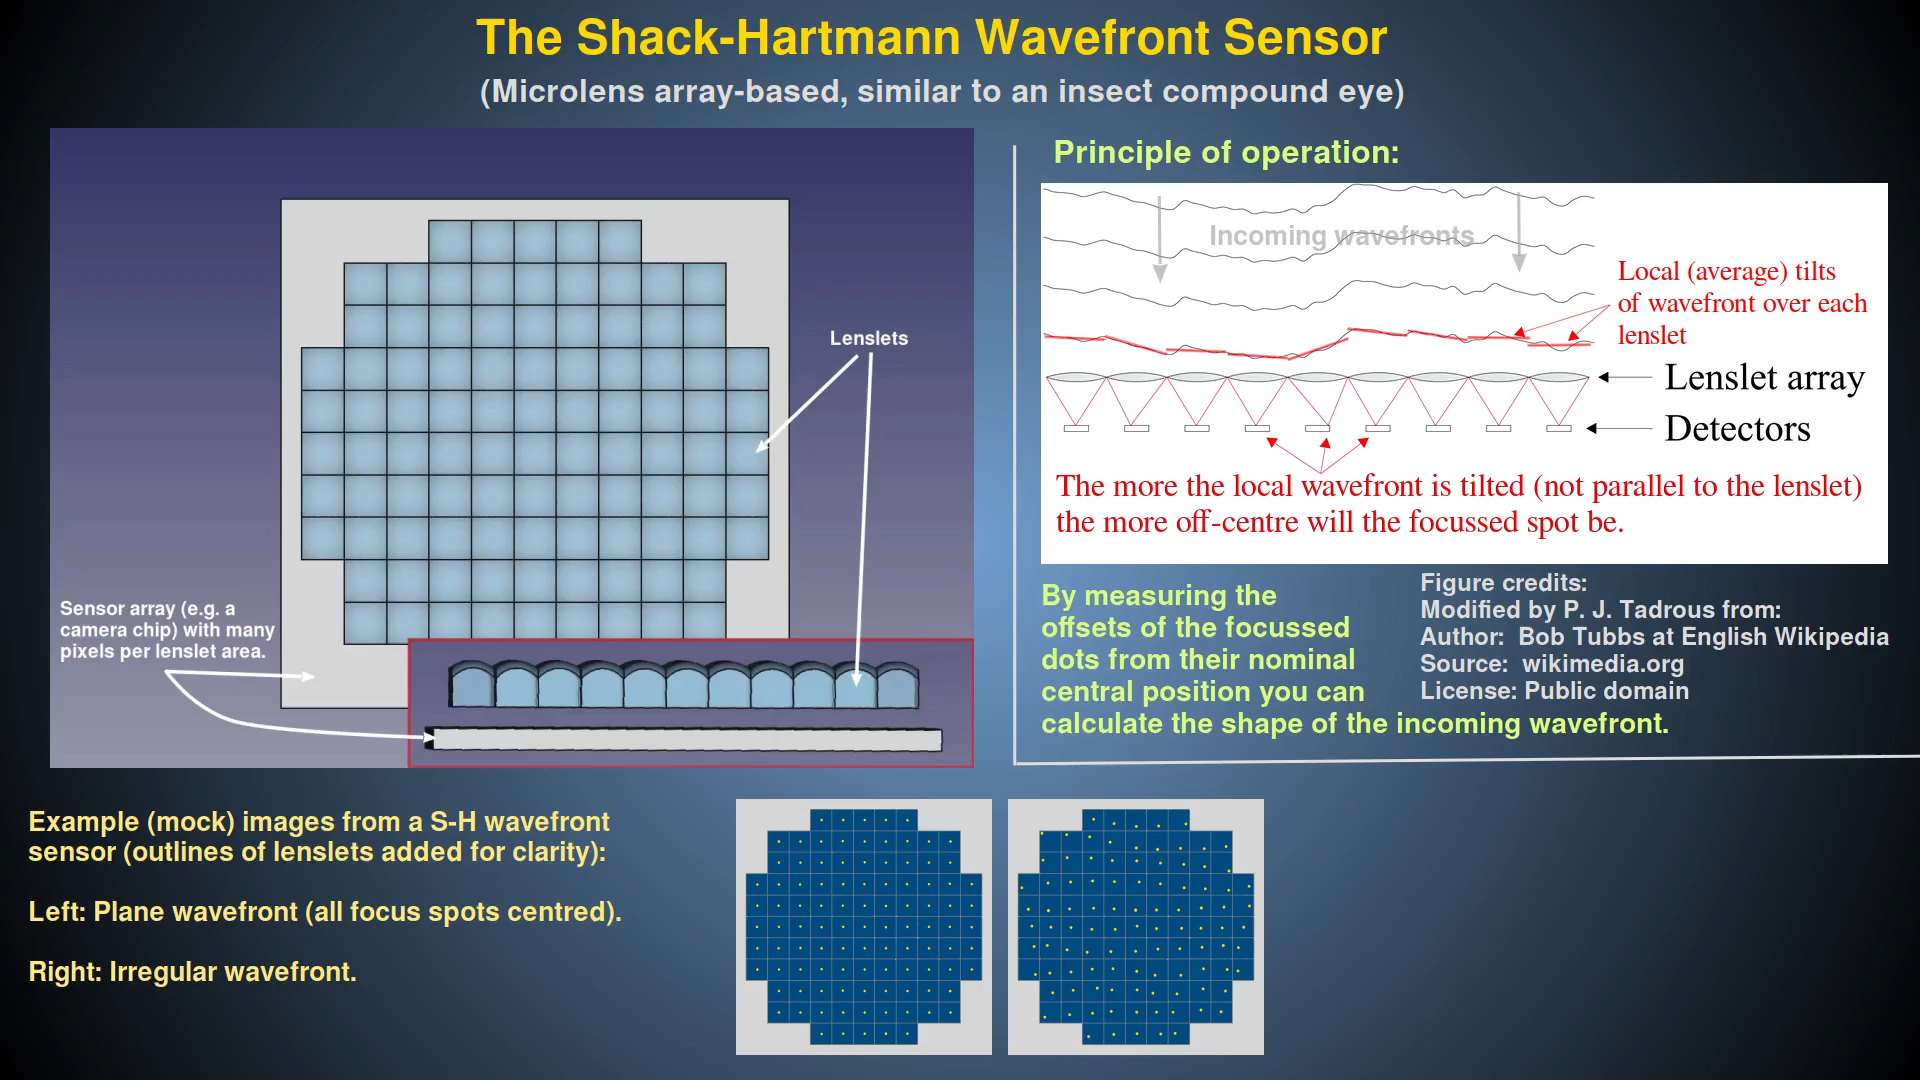 The Shack-Hartmann Wavefront Sensor
(Microlens array-based, similar to an insect compound eye)
Lenslets
Sensor array (e.g. a
camera chip) with many
pixels per lenslet area.
Principle of operation:
Incoming wavefronts
Local (average) tilts
of wavefront over each
lenslet
Lenslet array
Detectors
The more the local wavefront is tilted (not parallel to the lenslet)
the more off-centre will the focussed spot be.
By measuring the
offsets of the focussed
dots from their nominal
central position you can
calculate the shape of the incoming wavefront.
Figure credits:
Modified by P. J. Tadrous from:
Author: Bob Tubbs at English Wikipedia
Source: wikimedia.org
License: Public domain
Example (mock) images from a S-H wavefront
sensor (outlines of lenslets added for clarity):
Left: Plane wavefront (all focus spots centred).
Right: Irregular wavefront.